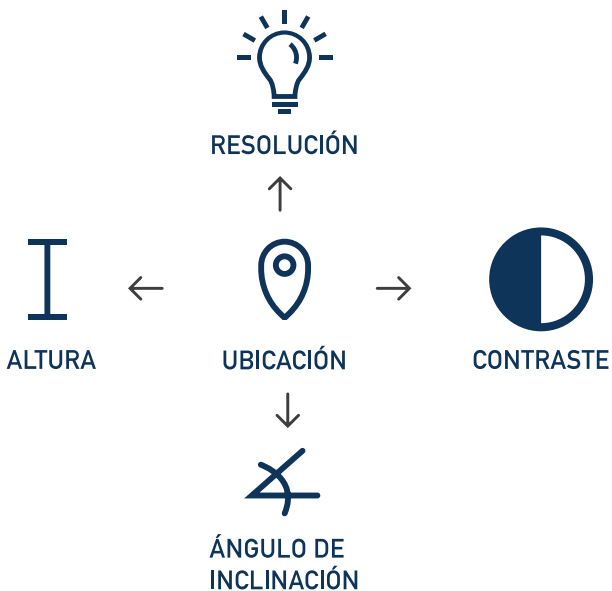 RESOLUCIÓN
ALTURA
UBICACIÓN
CONTRASTE
ÁNGULO DE
INCLINACIÓN